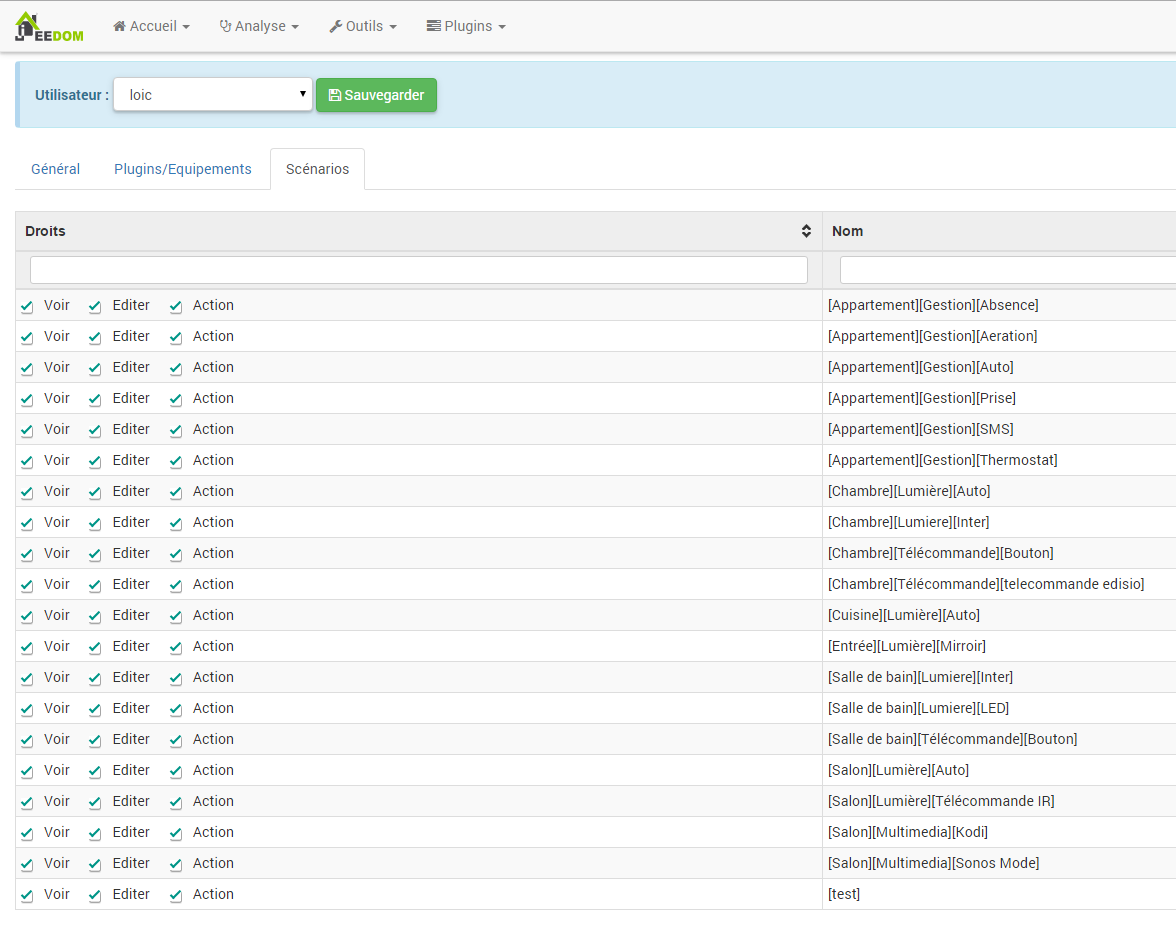 JEEDOM Accueil Analyse Outils Plugins
Utilisateur : loic Sauvegarder
Général Plugins/Equipements Scénarios
Droits Nom
Voir Editer Action [Appartement][Gestion][Absence]
Voir Editer Action [Appartement][Gestion][Aeration]
Voir Editer Action [Appartement][Gestion][Auto]
Voir Editer Action [Appartement][Gestion][Prise]
Voir Editer Action [Appartement][Gestion][SMS]
Voir Editer Action [Appartement][Gestion][Thermostat]
Voir Editer Action [Chambre][Lumière][Auto]
Voir Editer Action [Chambre][Lumiere][Inter]
Voir Editer Action [Chambre][Télécommande][Bouton]
Voir Editer Action [Chambre][Télécommande][telecommande edisio]
Voir Editer Action [Cuisine][Lumière][Auto]
Voir Editer Action [Entrée][Lumière][Mirroir]
Voir Editer Action [Salle de bain][Lumiere][Inter]
Voir Editer Action [Salle de bain][Lumiere][LED]
Voir Editer Action [Salle de bain][Télécommande][Bouton]
Voir Editer Action [Salon][Lumière][Auto]
Voir Editer Action [Salon][Lumière][Télécommande IR]
Voir Editer Action [Salon][Multimedia][Kodi]
Voir Editer Action [Salon][Multimedia][Sonos Mode]
Voir Editer Action [test]